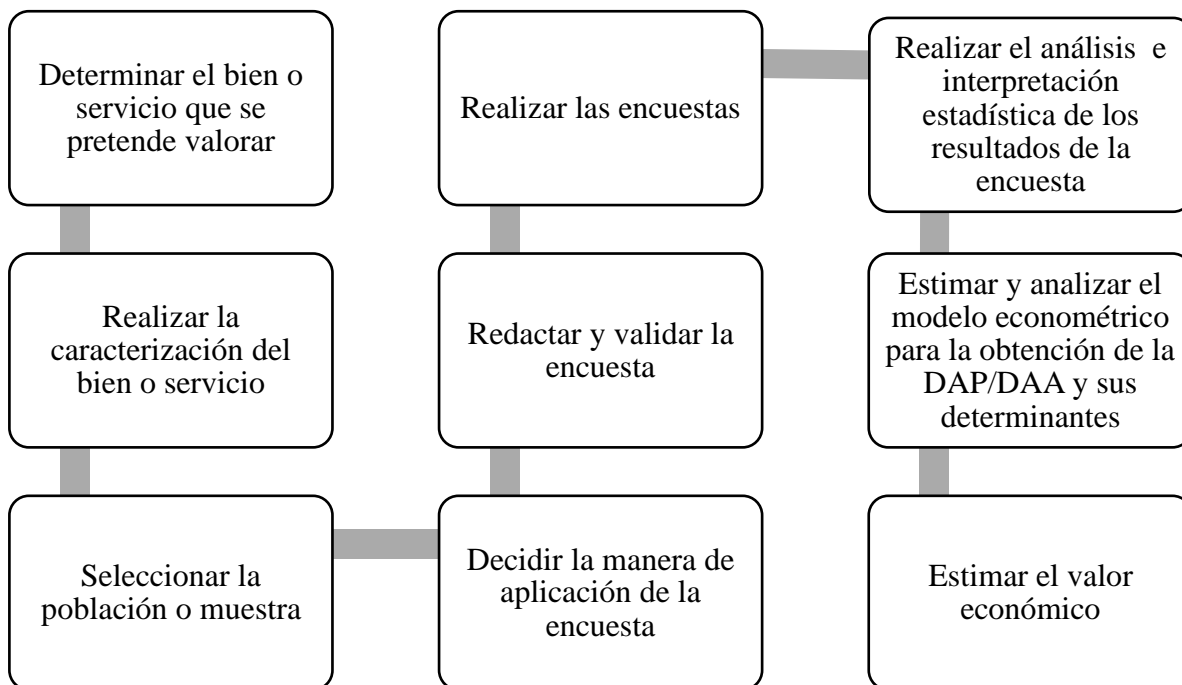 Determinar el bien o
servicio que se
pretende valorar
Realizar la
caracterización del
bien o servicio
Seleccionar la
población o muestra
Decidir la manera de
aplicación de la
encuesta
Redactar y validar la
encuesta
Realizar las encuestas
Realizar el análisis e
interpretación
estadística de los
resultados de la
encuesta
Estimar y analizar el
modelo econométrico
para la obtención de la
DAP/DAA y sus
determinantes
Estimar el valor
económico